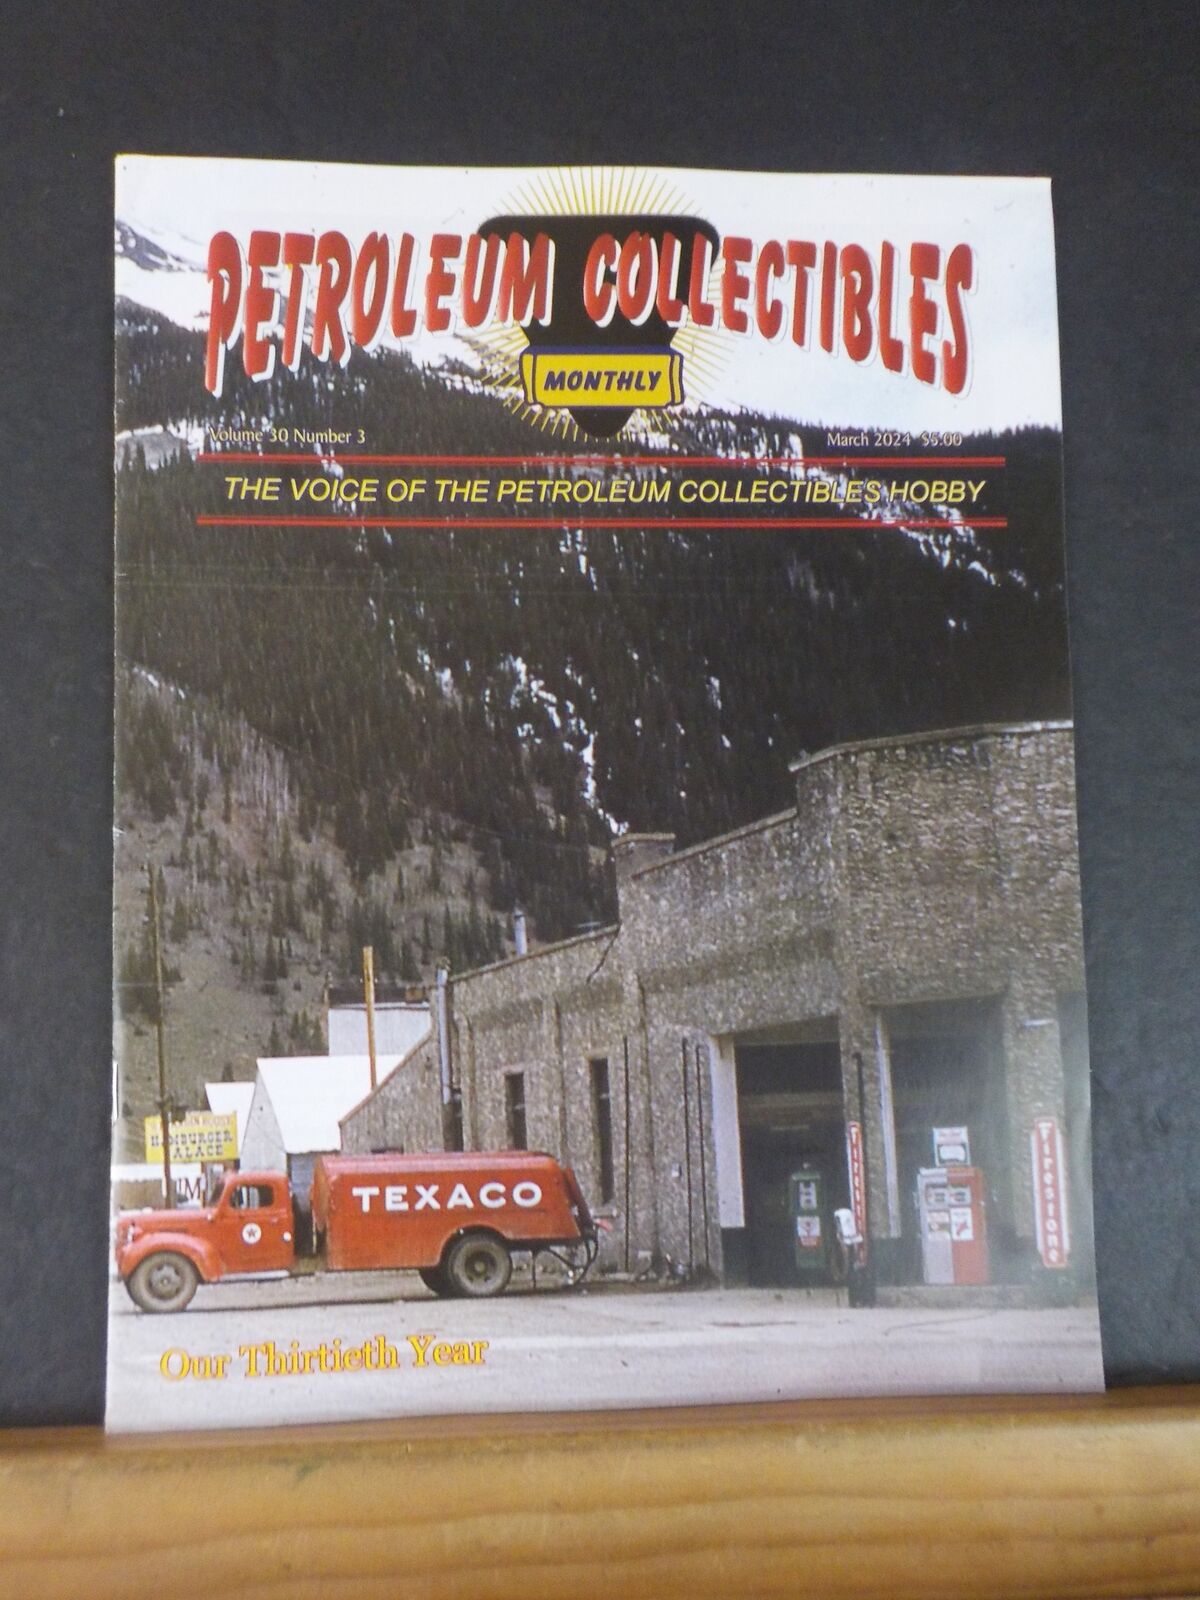 PETROLEUM COLLECTIBLES
MONTHLY
Volume 30 Number 3
March 2024 $5.00
THE VOICE OF THE PETROLEUM COLLECTIBLES HOBBY
HAMBURGER
TEXACO
Firestone
Our Thirtieth Year